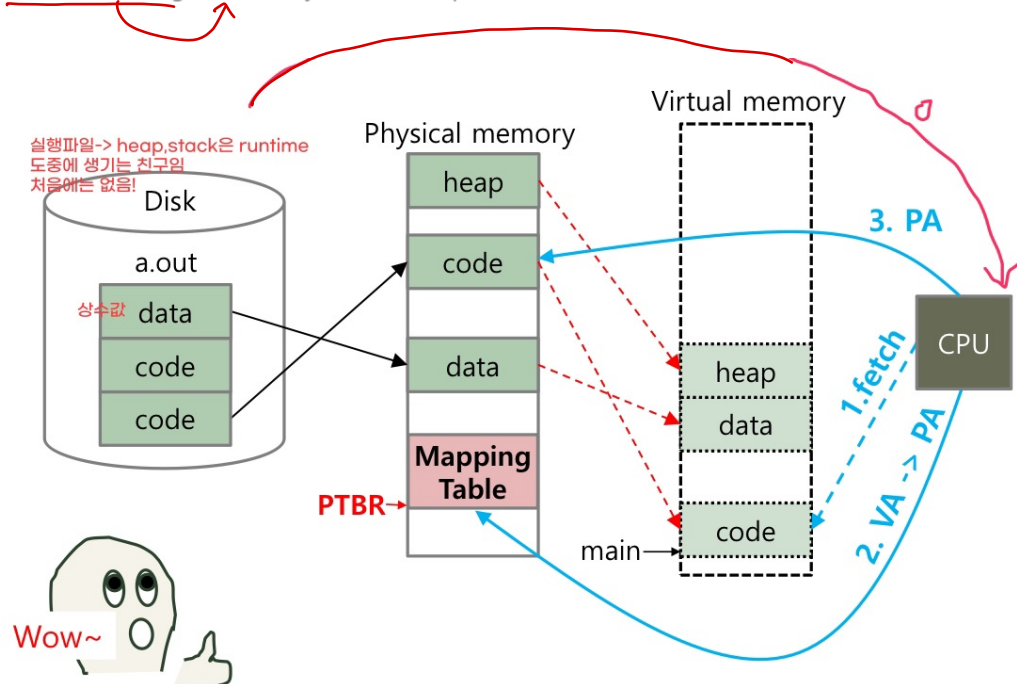 실행파일-> heap,stack은 runtime
도중에 생기는 친구임
처음에는 없음!
Disk
a.out
상수값
data
code
code
Physical memory
heap
code
data
Mapping
Table
PTBR
Virtual memory
heap
data
code
main
CPU
1.fetch
2. VA -> PA
3. PA
Wow~